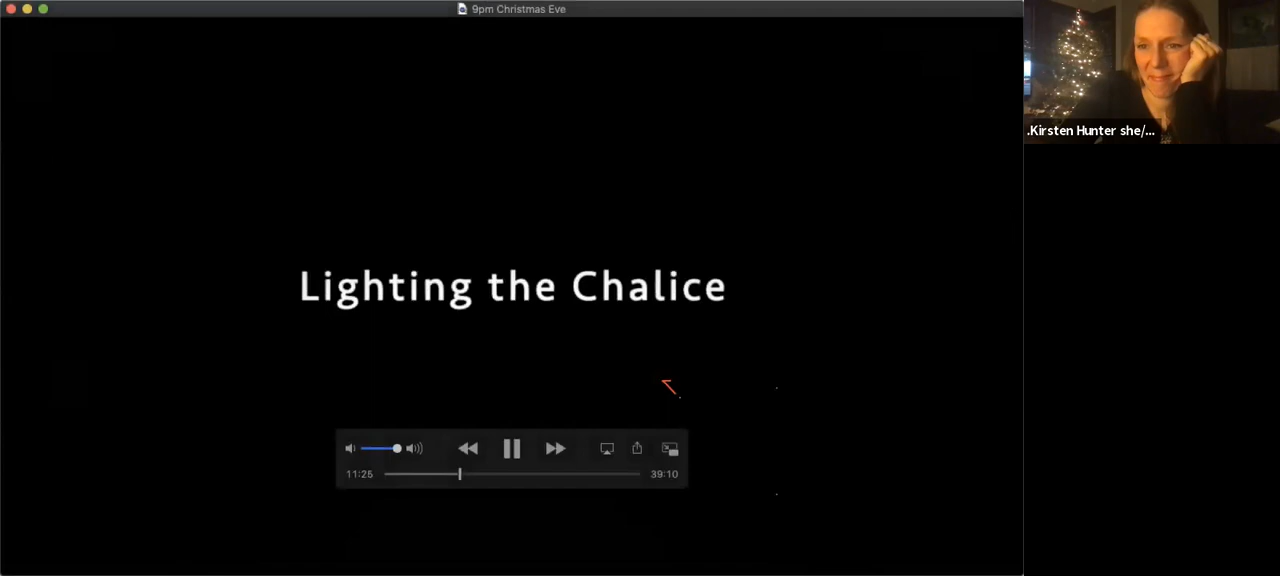 9pm Christmas Eve
.Kirsten Hunter she/...
Lighting the Chalice
11:25
39:10